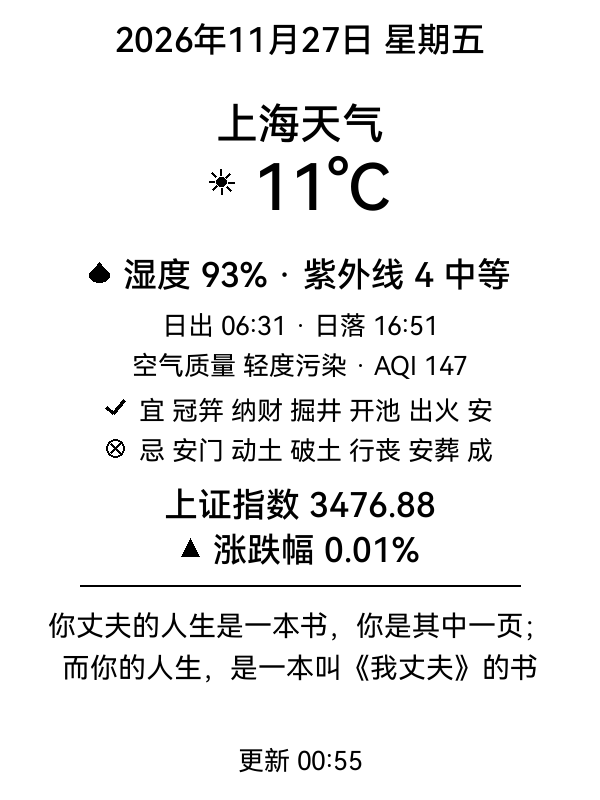 2026年11月27日 星期五
上海天气
11°C
湿度 93% · 紫外线 4 中等
日出 06:31 · 日落 16:51
空气质量 轻度污染 · AQI 147
宜 冠笄 纳财 掘井 开池 出火 安
忌 安门 动土 破土 行丧 安葬 成
上证指数 3476.88
▲ 涨跌幅 0.01%
你丈夫的人生是一本书，你是其中一页；
而你的人生，是一本叫《我丈夫》的书
更新 00:55